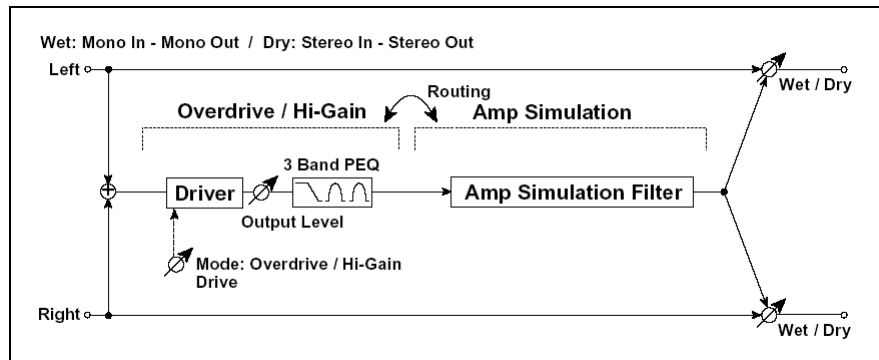 Wet: Mono In - Mono Out / Dry: Stereo In - Stereo Out
Left
Wet / Dry
Routing
Overdrive / Hi-Gain
Amp Simulation
3 Band PEQ
+
Driver
Amp Simulation Filter
Output Level
Mode: Overdrive / Hi-Gain
Drive
Right
Wet / Dry